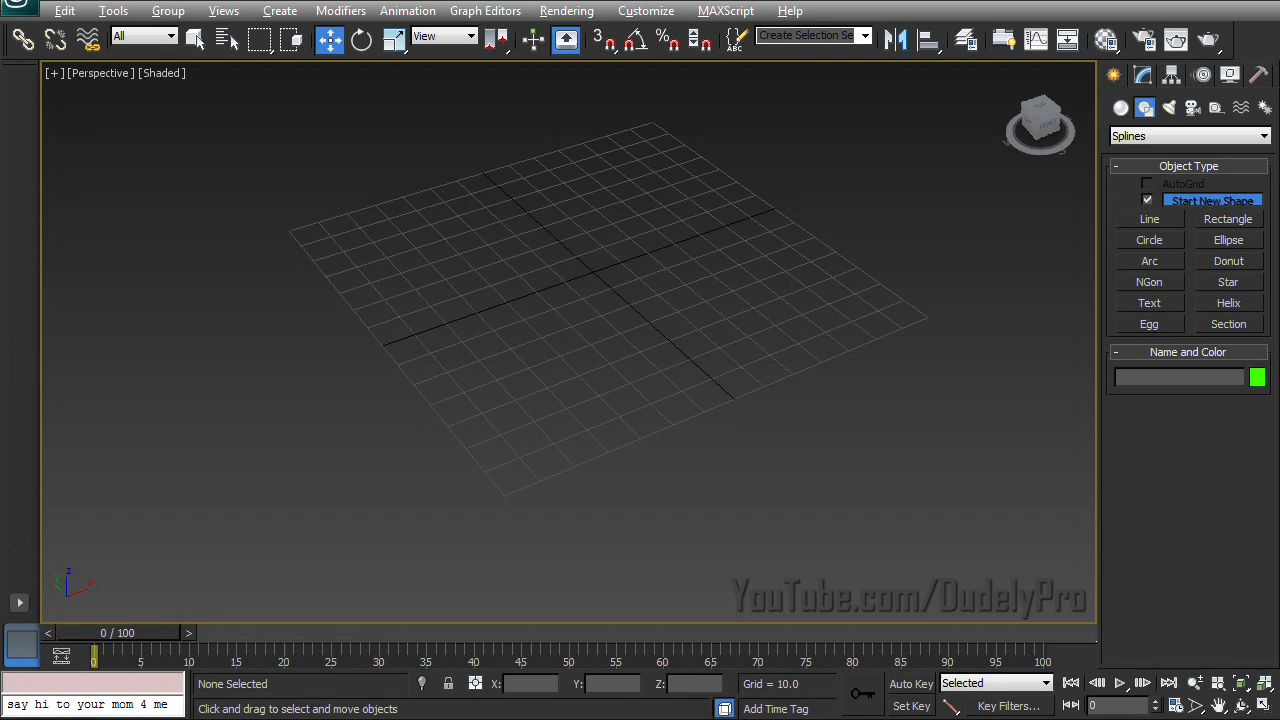 Edit Tools Group Views Create Modifiers Animation Graph Editors Rendering Customize MAXScript Help
All View 3 % ABC Create Selection Se
[+] [Perspective ] [Shaded ]
TOP
FRONT
Splines
- Object Type
AutoGrid
Start New Shape
Line Rectangle
Circle Ellipse
Arc Donut
NGon Star
Text Helix
Egg Section
- Name and Color
z
y x
YouTube.com/DudelyPro
< 0 / 100 >
0 5 10 15 20 25 30 35 40 45 50 55 60 65 70 75 80 85 90 95 100
None Selected X: Y: Z: Grid = 10.0 Auto Key Selected
say hi to your mom 4 me Click and drag to select and move objects Add Time Tag Set Key Key Filters... 0